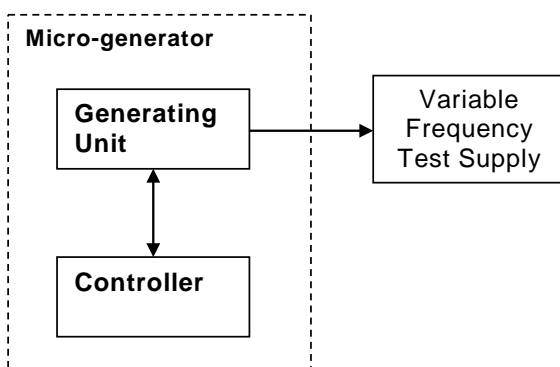 Micro-generator
Generating
Unit
Variable
Frequency
Test Supply
Controller